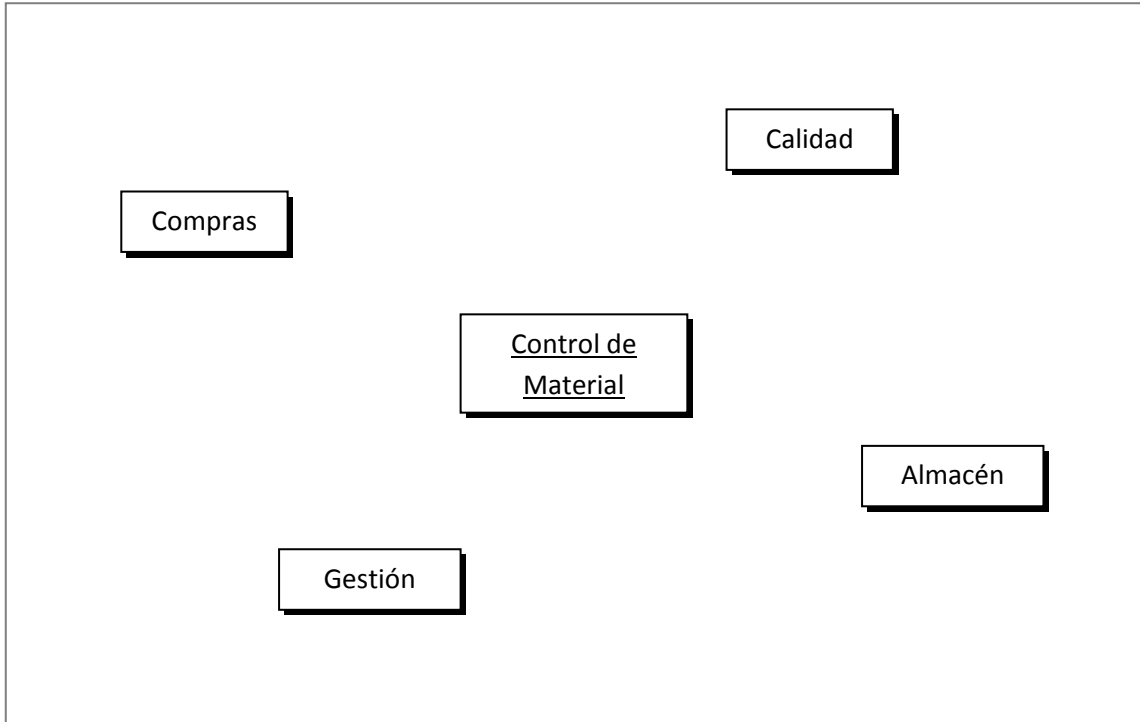 Calidad
Compras
Control de
Material
Almacén
Gestión